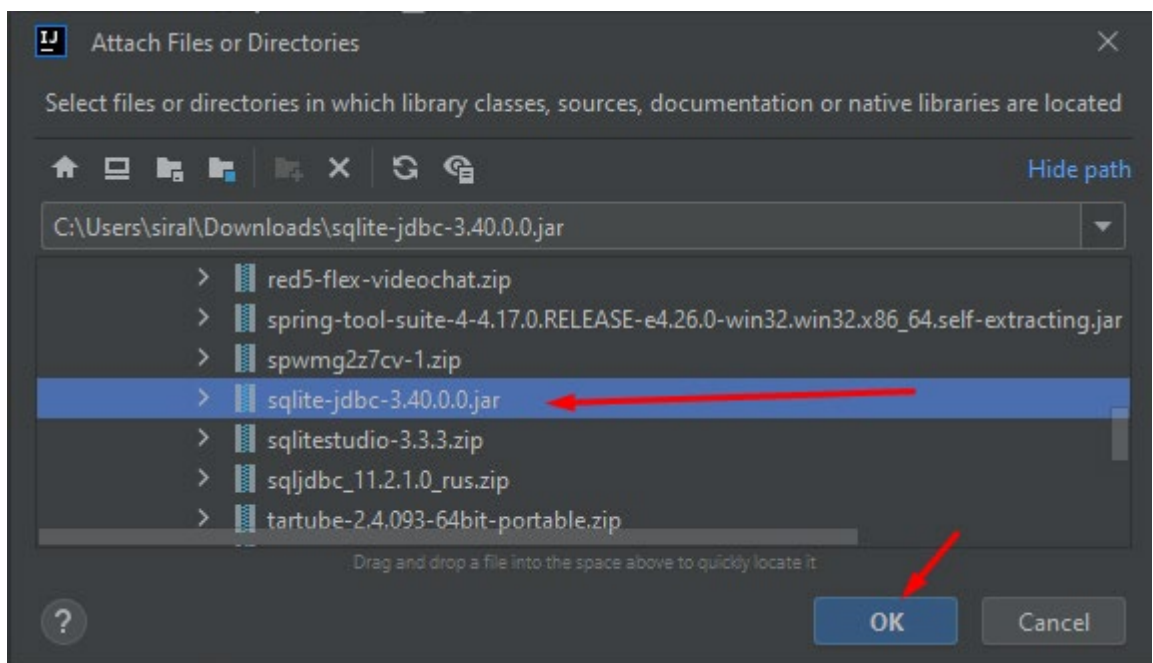 IJ
Attach Files or Directories
Select files or directories in which library classes, sources, documentation or native libraries are located
Hide path
C:\Users\siral\Downloads\sqlite-jdbc-3.40.0.0.jar
red5-flex-videochat.zip
spring-tool-suite-4-4.17.0.RELEASE-e4.26.0-win32.win32.x86_64.self-extracting.jar
spwmg2z7cv-1.zip
sqlite-jdbc-3.40.0.0.jar
sqlitestudio-3.3.3.zip
sqljdbc_11.2.1.0_rus.zip
tartube-2.4.093-64bit-portable.zip
Drag and drop a file into the space above to quickly locate it
?
OK
Cancel